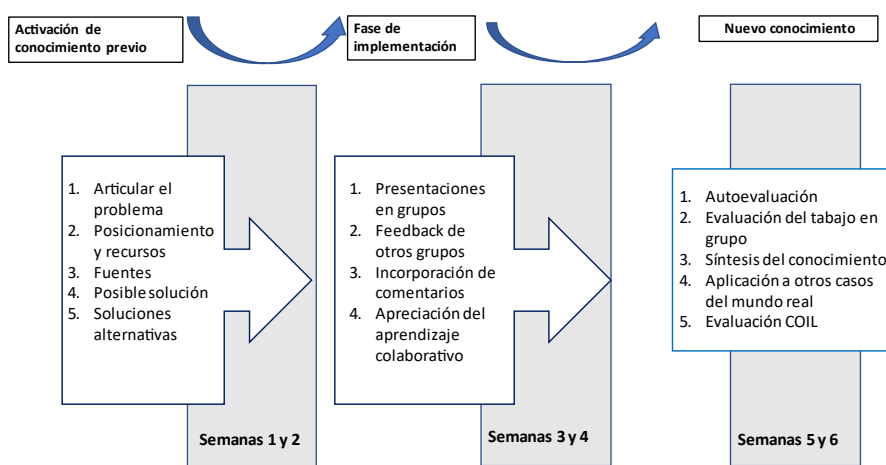 Activación de
conocimiento previo
Fase de
implementación
Nuevo conocimiento
1. Articular el
problema
2. Posicionamiento
y recursos
3. Fuentes
4. Posible solución
5. Soluciones
alternativas
Semanas 1 y 2
1. Presentaciones
en grupos
2. Feedback de
otros grupos
3. Incorporación de
comentarios
4. Apreciación del
aprendizaje
colaborativo
Semanas 3 y 4
1. Autoevaluación
2. Evaluación del tabajo en
grupo
3. Síntesis del conocimiento
4. Aplicación a otros casos
del mundo real
5. Evaluación COIL
Semanas 5 y 6